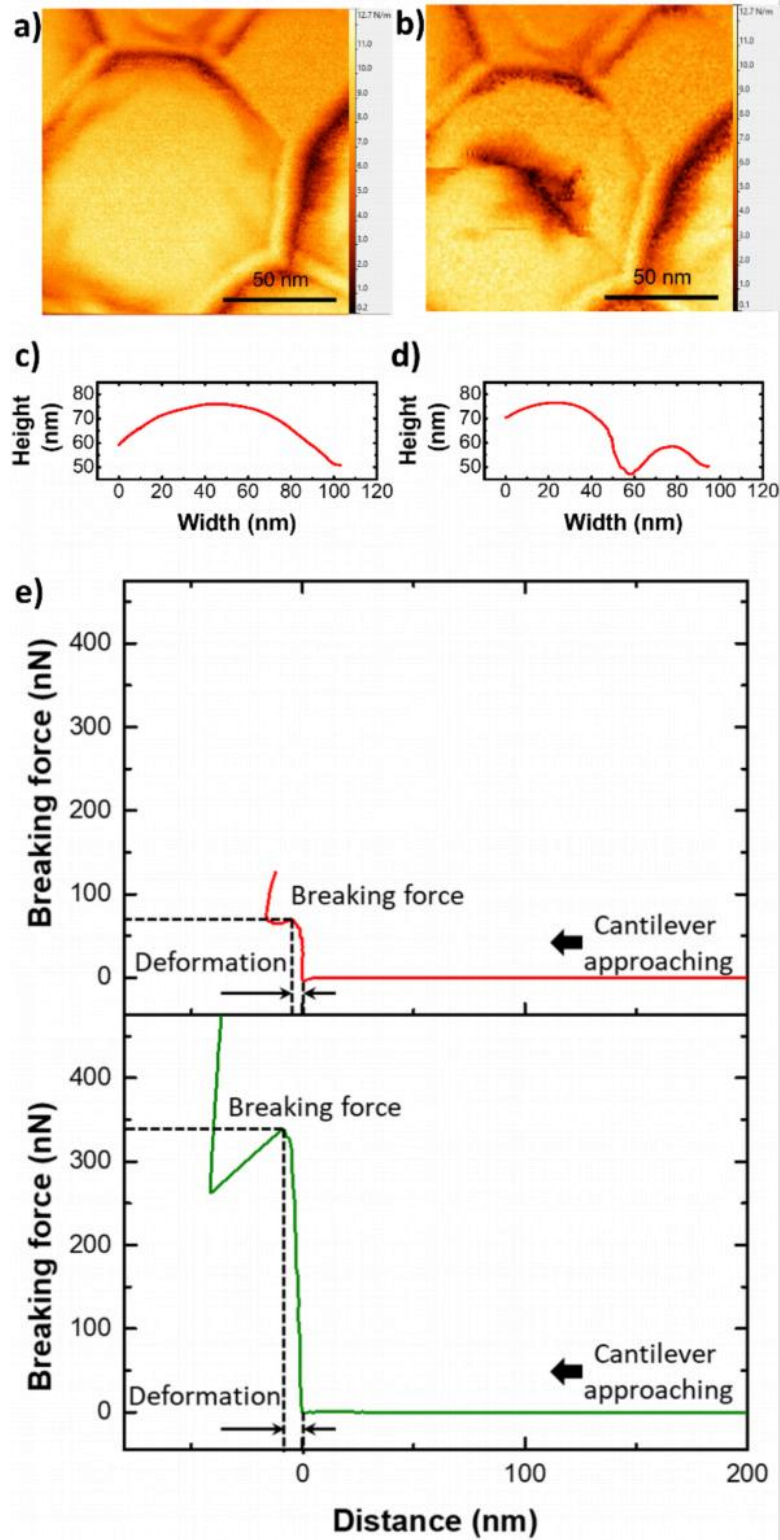 a)
12.7 N/m
11.0
10.0
9.0
8.0
7.0
6.0
5.0
4.0
3.0
2.0
1.0
0.2
50 nm
b)
12.7 N/m
11.0
10.0
9.0
8.0
7.0
6.0
5.0
4.0
3.0
2.0
1.0
0.1
50 nm
c)
Height
(nm)
80
70
60
50
0 20 40 60 80 100 120
Width (nm)
d)
Height
(nm)
80
70
60
50
0 20 40 60 80 100 120
Width (nm)
e)
Breaking force (nN)
400
300
200
100
0
Breaking force
Deformation
Cantilever
approaching
Breaking force (nN)
400
300
200
100
0
Breaking force
Deformation
Cantilever
approaching
0 100 200
Distance (nm)